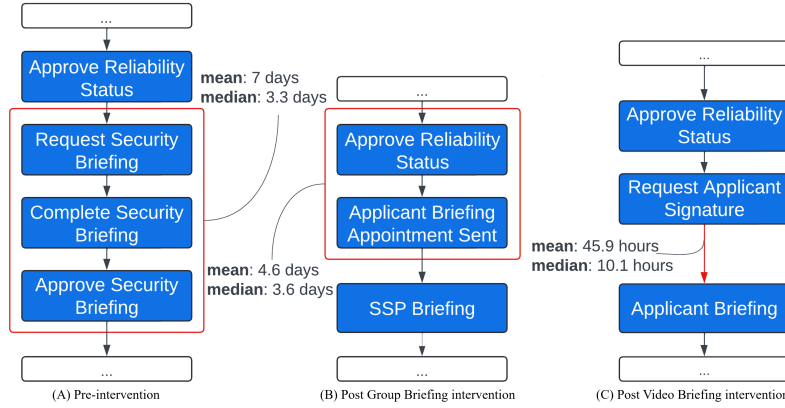 ...
Approve Reliability
Status
Request Security
Briefing
Complete Security
Briefing
Approve Security
Briefing
...
(A) Pre-intervention
mean: 7 days
median: 3.3 days
...
Approve Reliability
Status
Applicant Briefing
Appointment Sent
mean: 4.6 days
median: 3.6 days
SSP Briefing
...
(B) Post Group Briefing intervention
...
Approve Reliability
Status
Request Applicant
Signature
mean: 45.9 hours
median: 10.1 hours
Applicant Briefing
...
(C) Post Video Briefing intervention